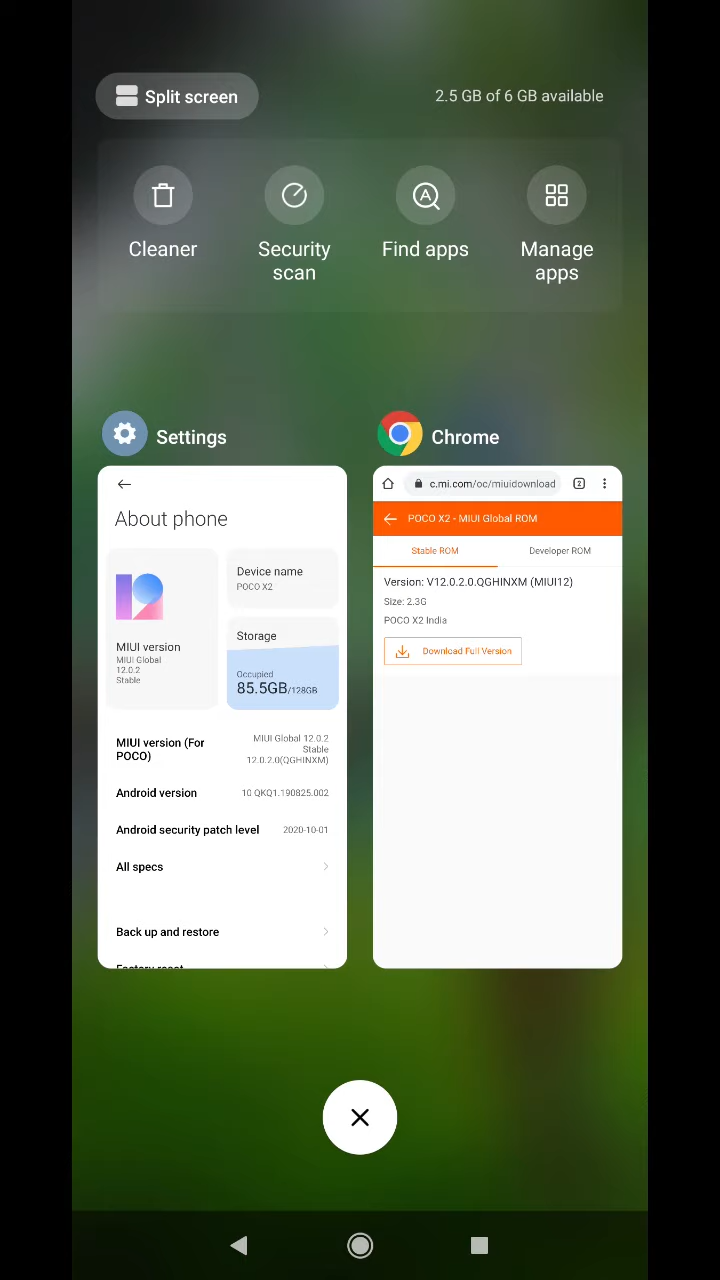 Split screen
2.5 GB of 6 GB available
Cleaner
Security
scan
Find apps
Manage
apps
Settings
About phone
MIUI version
MIUI Global
12.0.2
Stable
Device name
POCO X2
Storage
Occupied
85.5GB/128GB
MIUI version (For
POCO)
MIUI Global 12.0.2
Stable
12.0.2.0(QGHINXM)
Android version
10 QKQ1.190825.002
Android security patch level
2020-10-01
All specs
Back up and restore
Factory reset
Chrome
c.mi.com/oc/miuidownload
2
POCO X2 - MIUI Global ROM
Stable ROM
Developer ROM
Version: V12.0.2.0.QGHINXM (MIUI12)
Size: 2.3G
POCO X2 India
Download Full Version